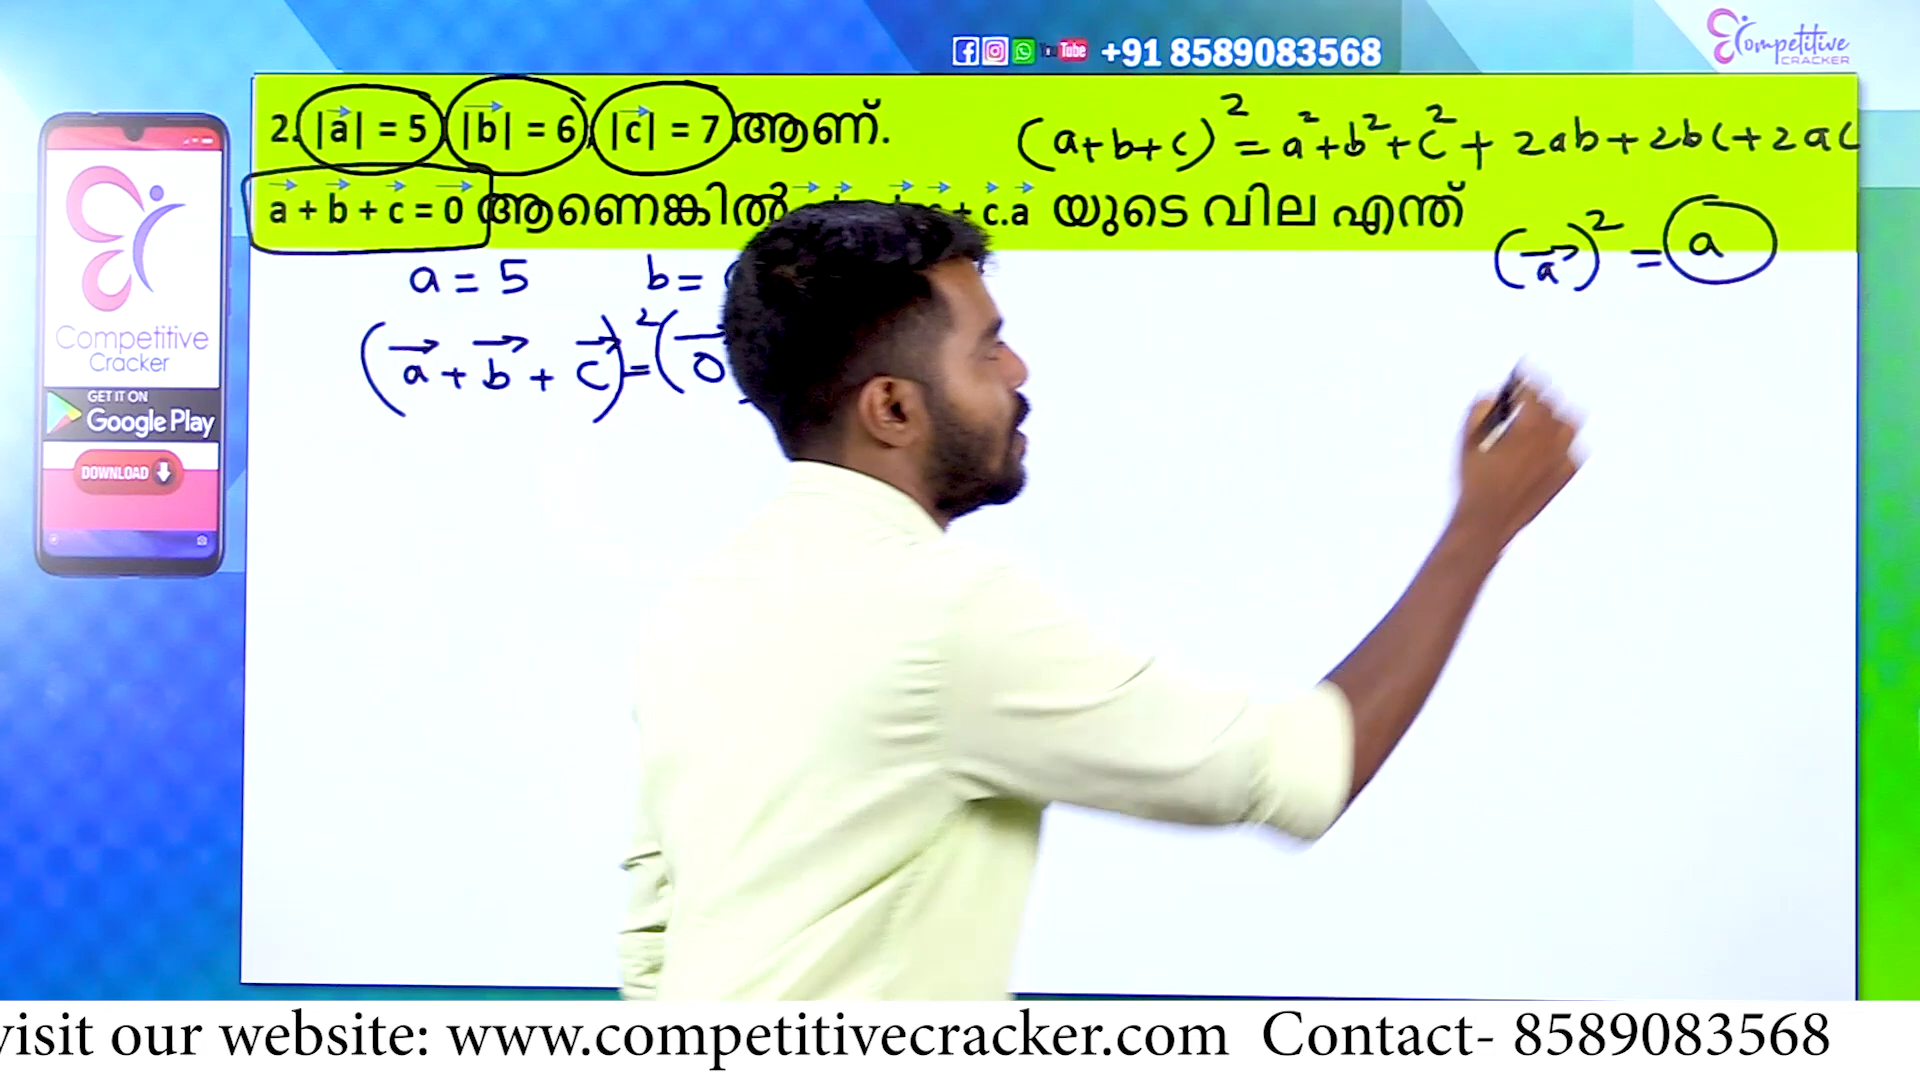 +91 8589083568
Competitive
CRACKER
2. |a| = 5, |b| = 6, |c| = 7 ആണ്.
(a+b+c)² = a²+b²+c² + 2ab+2bc+2ac
a + b + c = 0 ആണെങ്കിൽ c.a യുടെ വില എന്ത്
(a)² = a
a = 5 b =
(a + b + c)² = (0
Competitive
Cracker
GET IT ON
Google Play
DOWNLOAD
visit our website: www.competitivecracker.com Contact- 8589083568